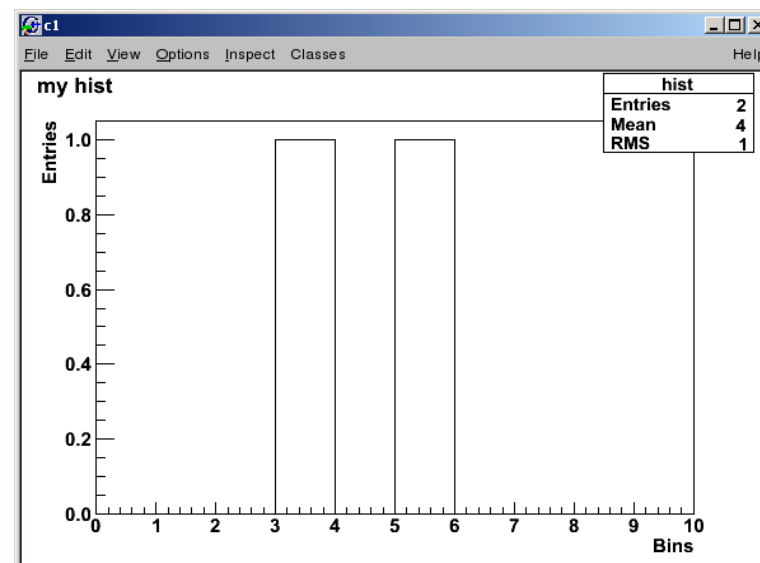 c1
File Edit View Options Inspect Classes Help
my hist
hist
Entries 2
Mean 4
RMS 1
Entries
1.0
0.8
0.6
0.4
0.2
0.0
0 1 2 3 4 5 6 7 8 9 10
Bins